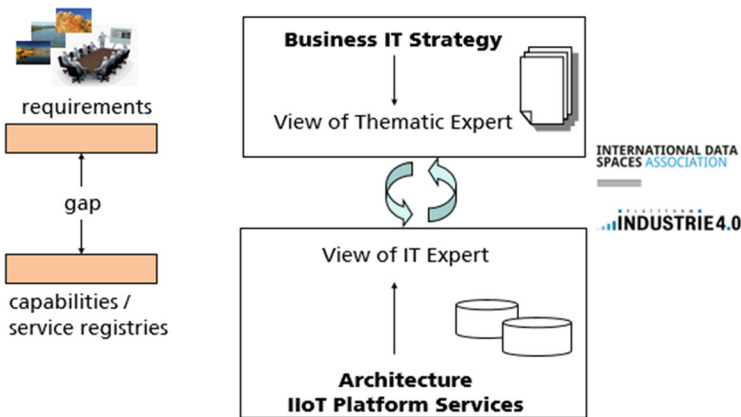 requirements
gap
capabilities /
service registries
Business IT Strategy
View of Thematic Expert
View of IT Expert
Architecture
IIoT Platform Services
INTERNATIONAL DATA
SPACES ASSOCIATION
PLATTFORM
INDUSTRIE4.0